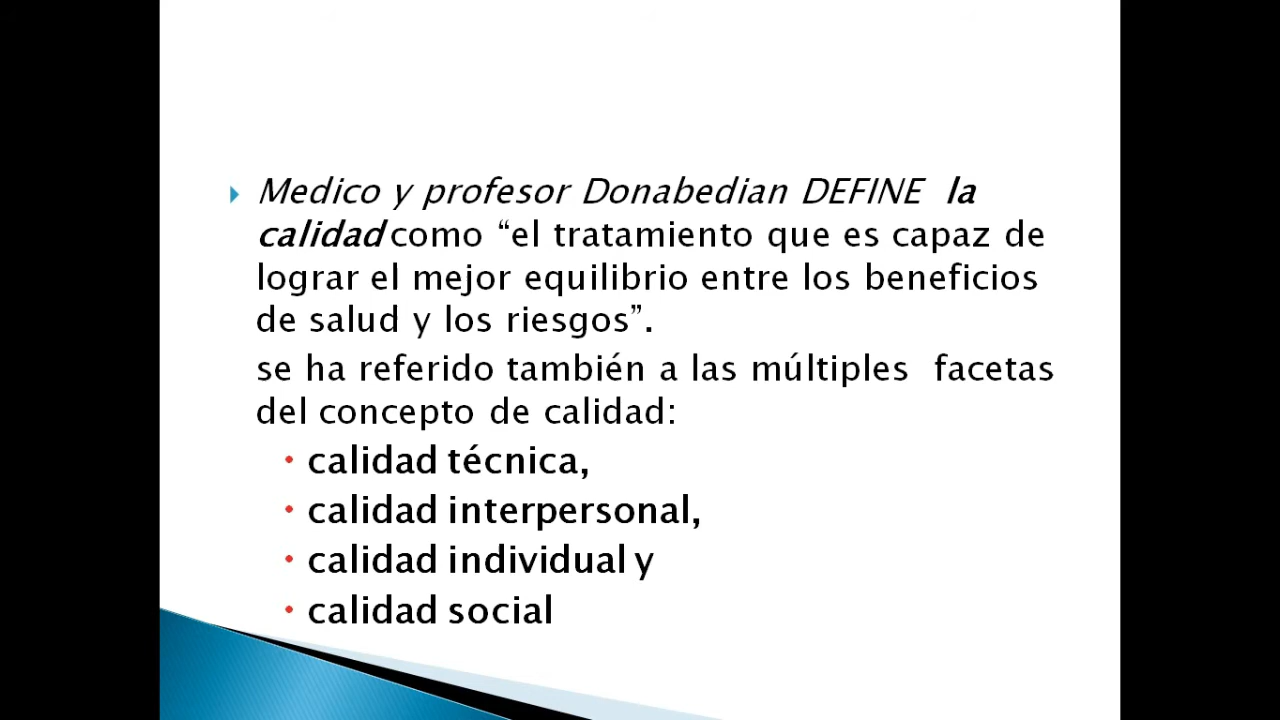 Medico y profesor Donabedian DEFINE la
calidad como “el tratamiento que es capaz de
lograr el mejor equilibrio entre los beneficios
de salud y los riesgos”.
se ha referido también a las múltiples facetas
del concepto de calidad:
calidad técnica,
calidad interpersonal,
calidad individual y
calidad social